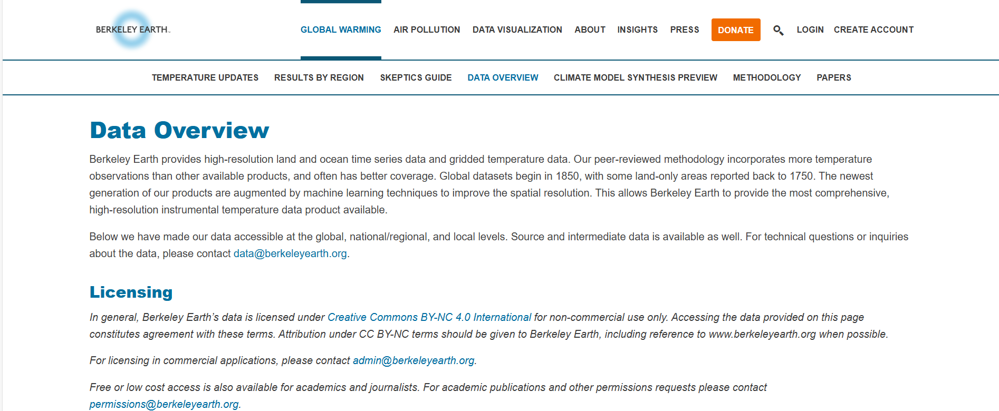 BERKELEY EARTH™
GLOBAL WARMING AIR POLLUTION DATA VISUALIZATION ABOUT INSIGHTS PRESS DONATE LOGIN CREATE ACCOUNT
TEMPERATURE UPDATES RESULTS BY REGION SKEPTICS GUIDE DATA OVERVIEW CLIMATE MODEL SYNTHESIS PREVIEW METHODOLOGY PAPERS
Data Overview
Berkeley Earth provides high-resolution land and ocean time series data and gridded temperature data. Our peer-reviewed methodology incorporates more temperature
observations than other available products, and often has better coverage. Global datasets begin in 1850, with some land-only areas reported back to 1750. The newest
generation of our products are augmented by machine learning techniques to improve the spatial resolution. This allows Berkeley Earth to provide the most comprehensive,
high-resolution instrumental temperature data product available.
Below we have made our data accessible at the global, national/regional, and local levels. Source and intermediate data is available as well. For technical questions or inquiries
about the data, please contact data@berkeleyearth.org.
Licensing
In general, Berkeley Earth’s data is licensed under Creative Commons BY-NC 4.0 International for non-commercial use only. Accessing the data provided on this page
constitutes agreement with these terms. Attribution under CC BY-NC terms should be given to Berkeley Earth, including reference to www.berkeleyearth.org when possible.
For licensing in commercial applications, please contact admin@berkeleyearth.org.
Free or low cost access is also available for academics and journalists. For academic publications and other permissions requests please contact
permissions@berkeleyearth.org.